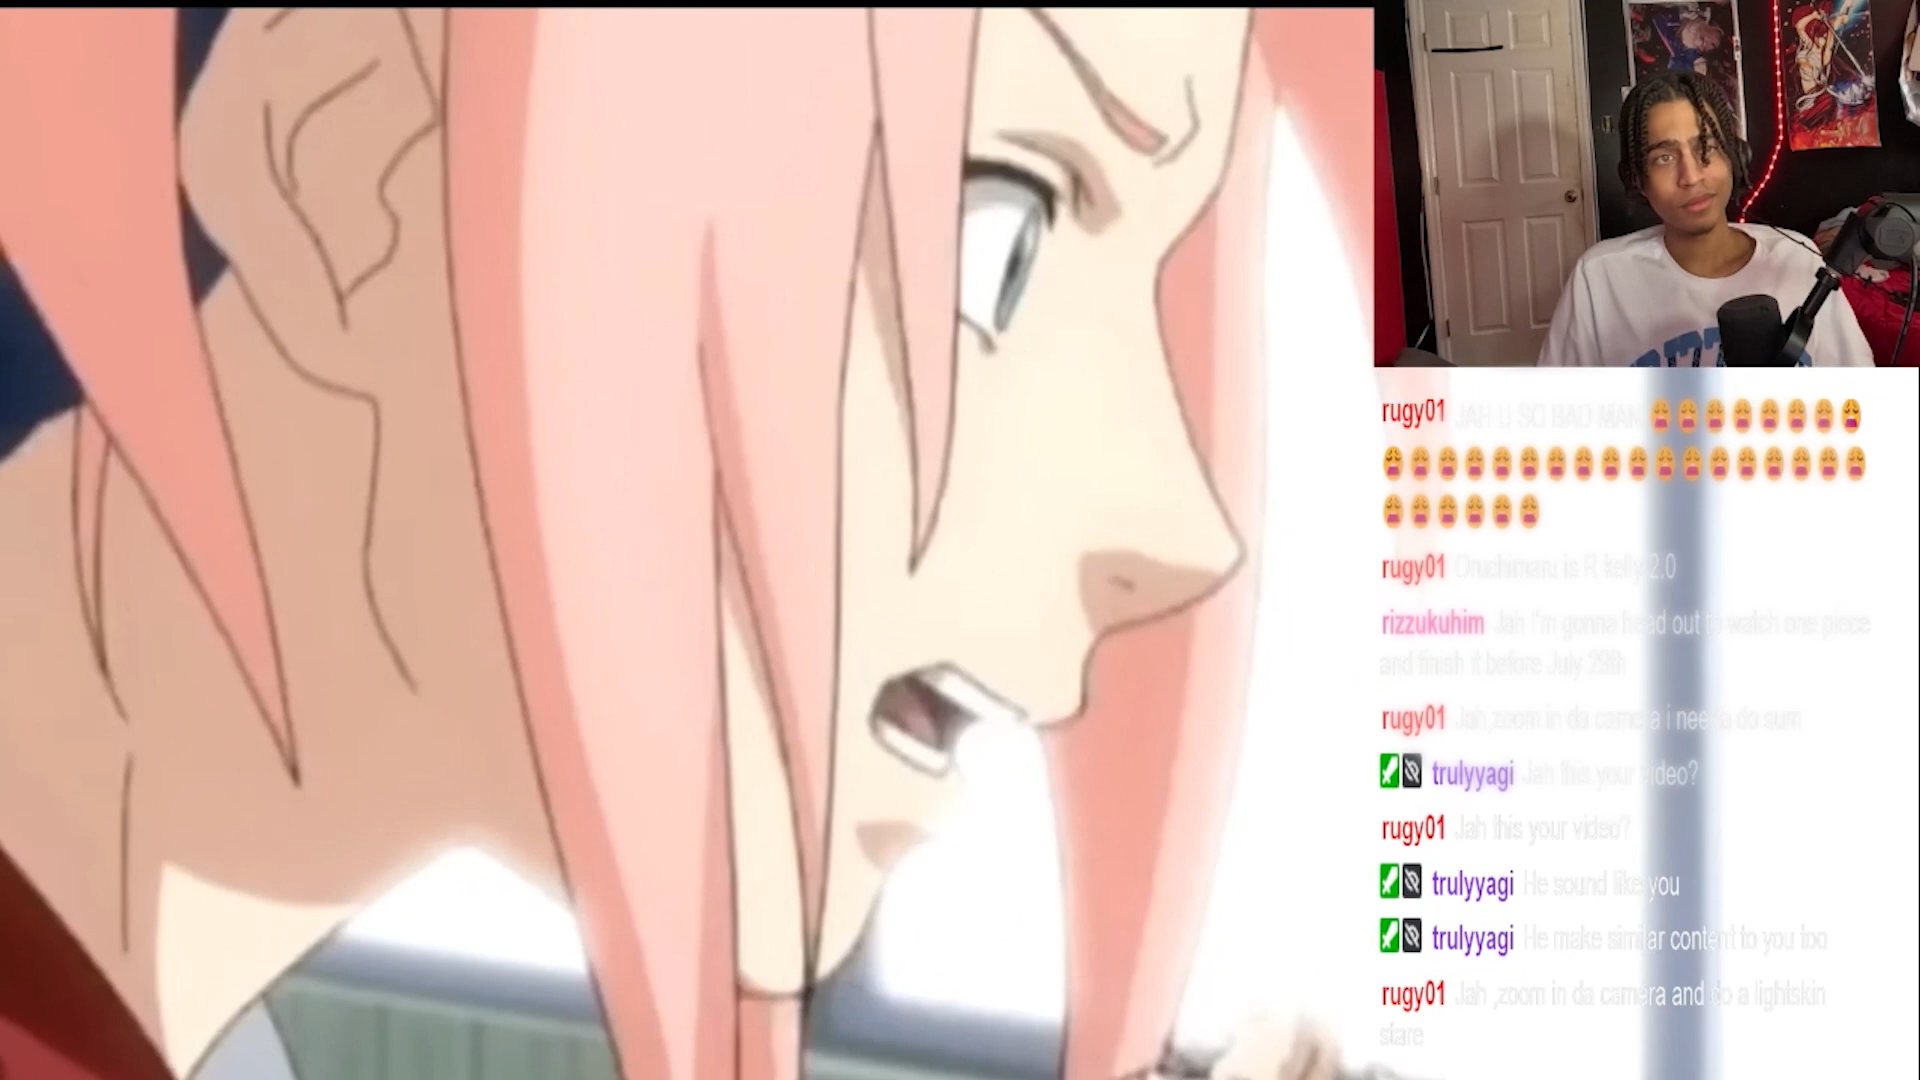 rugy01 JAH U SO BAD MAN 😩😩😩😩😩😩😩😩
😩😩😩😩😩😩😩😩😩😩😩😩😩😩😩😩😩😩
😩😩😩😩😩😩
rugy01 Oruchimaru is R kelly 2.0
rizzukuhim Jah I'm gonna head out to watch one piece
and finish it before July 29th
rugy01 Jah,zoom in da camera i need a do sum
trulyyagi Jah this your video?
rugy01 Jah this your video?
trulyyagi He sound like you
trulyyagi He make similar content to you too
rugy01 Jah ,zoom in da camera and do a lightskin
stare